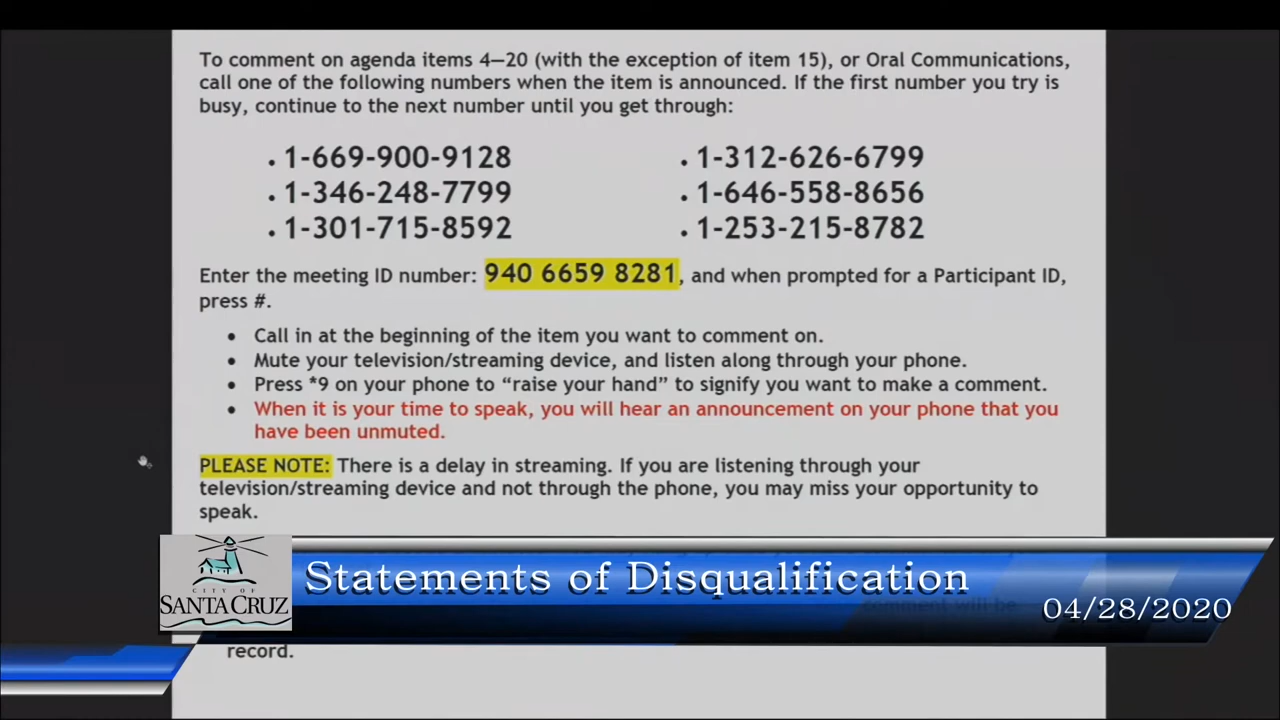 To comment on agenda items 4–20 (with the exception of item 15), or Oral Communications,
call one of the following numbers when the item is announced. If the first number you try is
busy, continue to the next number until you get through:
• 1-669-900-9128
• 1-346-248-7799
• 1-301-715-8592
• 1-312-626-6799
• 1-646-558-8656
• 1-253-215-8782
Enter the meeting ID number: 940 6659 8281, and when prompted for a Participant ID,
press #.
• Call in at the beginning of the item you want to comment on.
• Mute your television/streaming device, and listen along through your phone.
• Press *9 on your phone to “raise your hand” to signify you want to make a comment.
• When it is your time to speak, you will hear an announcement on your phone that you
have been unmuted.
PLEASE NOTE: There is a delay in streaming. If you are listening through your
television/streaming device and not through the phone, you may miss your opportunity to
speak.
CITY OF
SANTA CRUZ
Statements of Disqualification
comment will be
04/28/2020
record.